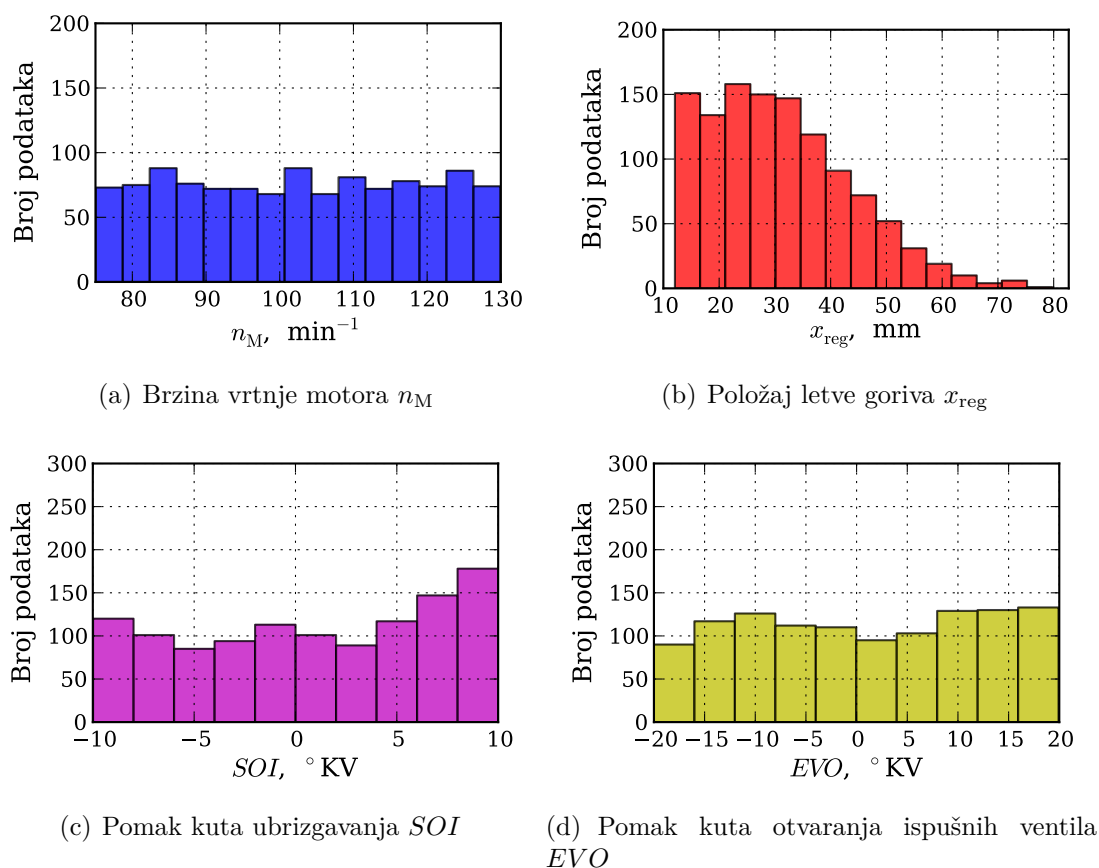 200
150
100
50
0
Broj podataka
80 90 100 110 120 130
n_M, min⁻¹
(a) Brzina vrtnje motora n_M
200
150
100
50
0
Broj podataka
10 20 30 40 50 60 70 80
x_reg, mm
(b) Položaj letve goriva x_reg
300
250
200
150
100
50
0
Broj podataka
−10 −5 0 5 10
SOI, °KV
(c) Pomak kuta ubrizgavanja SOI
300
250
200
150
100
50
0
Broj podataka
−20 −15 −10 −5 0 5 10 15 20
EVO, °KV
(d) Pomak kuta otvaranja ispušnih ventila
EVO